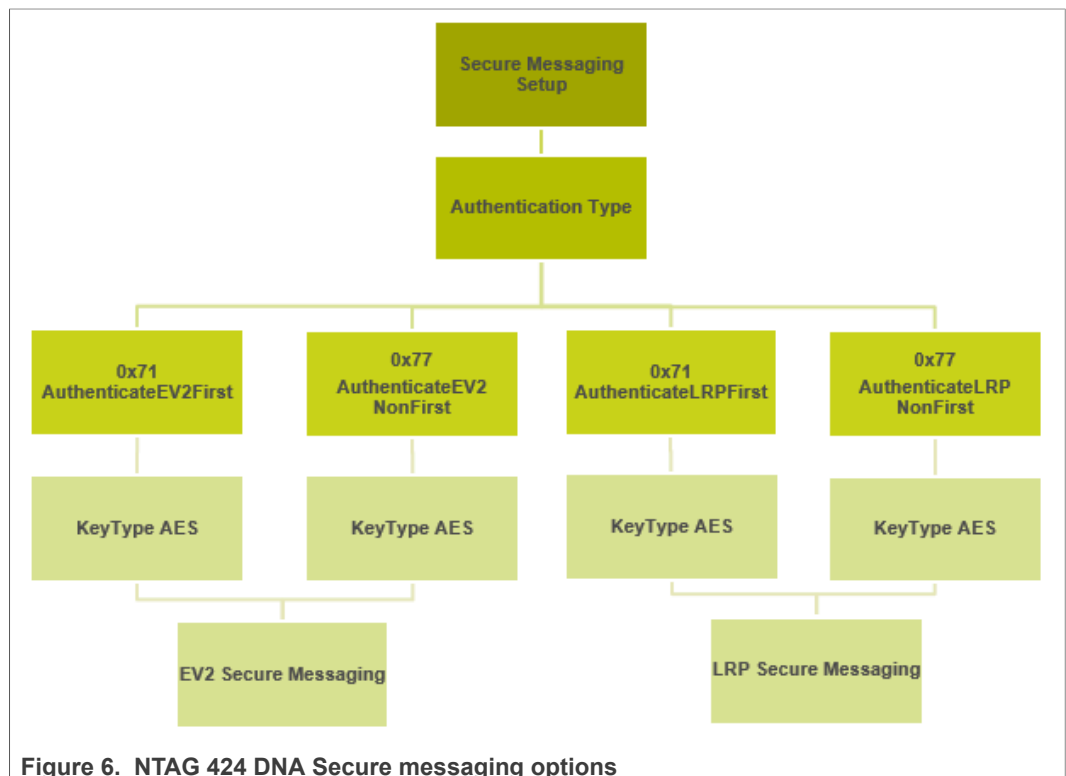 Secure Messaging
Setup
Authentication Type
0x71
AuthenticateEV2First
0x77
AuthenticateEV2
NonFirst
0x71
AuthenticateLRPFirst
0x77
AuthenticateLRP
NonFirst
KeyType AES
KeyType AES
KeyType AES
KeyType AES
EV2 Secure Messaging
LRP Secure Messaging
Figure 6. NTAG 424 DNA Secure messaging options